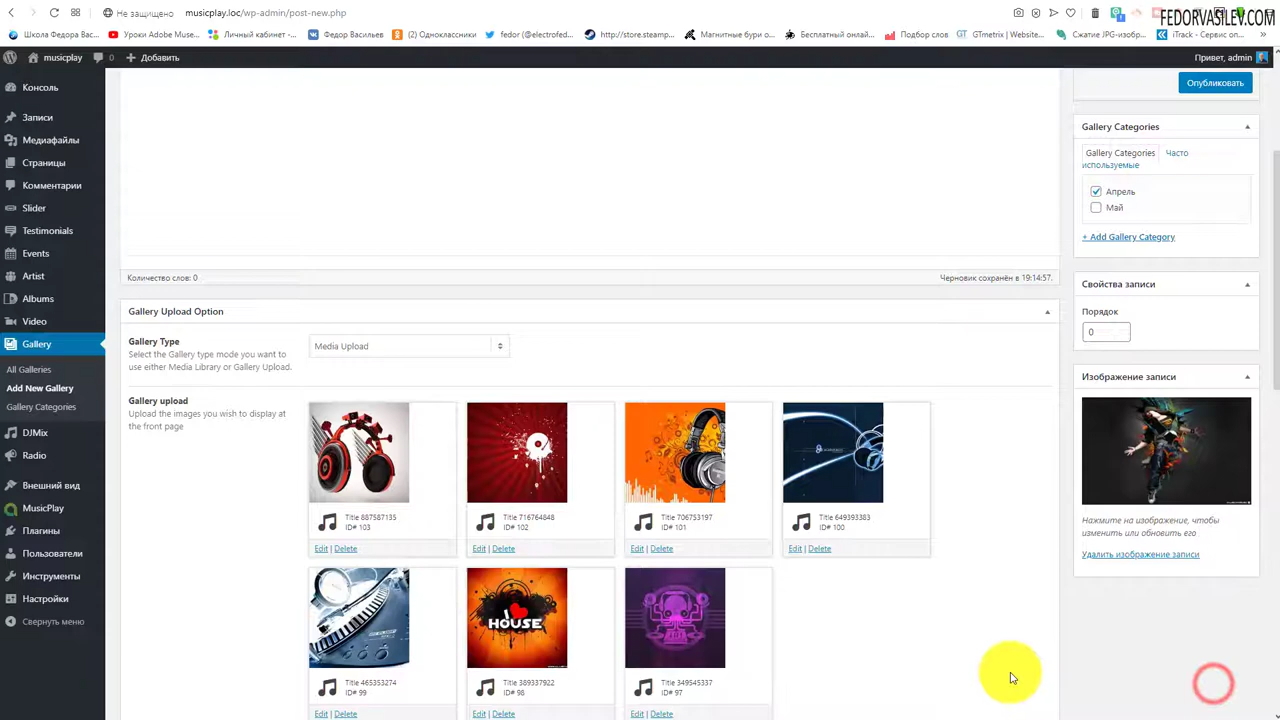 Не защищено musicplay.loc/wp-admin/post-new.php
FEDORVASILEV.COM
Школа Федора Вас... Уроки Adobe Muse... Личный кабинет -... Федор Васильев (2) Одноклассники fedor (@electrofed... http://store.steamp... Магнитные бури о... Бесплатный онлай... Подбор слов GTmetrix | Website... Сжатие JPG-изобр... iTrack - Сервис оп...
musicplay 0 Добавить Привет, admin
Консоль
Записи
Медиафайлы
Страницы
Комментарии
Slider
Testimonials
Events
Artist
Albums
Video
Gallery
All Galleries
Add New Gallery
Gallery Categories
DJMix
Radio
Внешний вид
MusicPlay
Плагины
Пользователи
Инструменты
Настройки
Свернуть меню
Количество слов: 0 Черновик сохранён в 19:14:57.
Gallery Upload Option
Gallery Type
Select the Gallery type mode you want to
use either Media Library or Gallery Upload.
Media Upload
Gallery upload
Upload the images you wish to display at
the front page
Title 887587135
ID# 103
Edit | Delete
Title 716764848
ID# 102
Edit | Delete
Title 706753197
ID# 101
Edit | Delete
Title 649393383
ID# 100
Edit | Delete
I HOUSE
Title 465353274
ID# 99
Edit | Delete
Title 389337922
ID# 98
Edit | Delete
Title 349545337
ID# 97
Edit | Delete
Опубликовать
Gallery Categories
Gallery Categories Часто
используемые
Апрель
Май
+ Add Gallery Category
Свойства записи
Порядок
0
Изображение записи
Нажмите на изображение, чтобы
изменить или обновить его
Удалить изображение записи